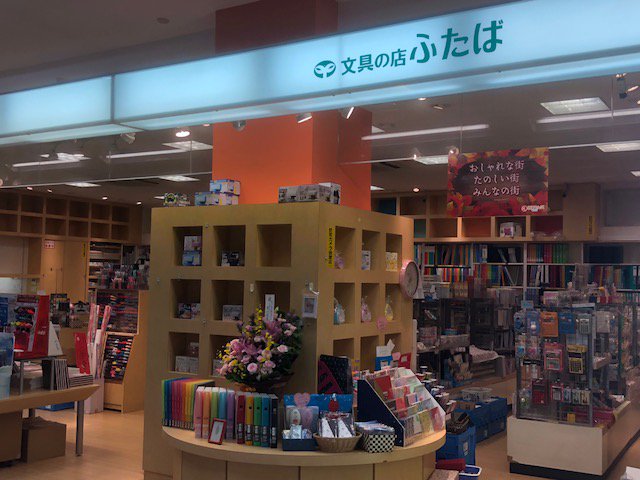 文具の店 ふたば
おしゃれな街
たのしい街
みんなの街